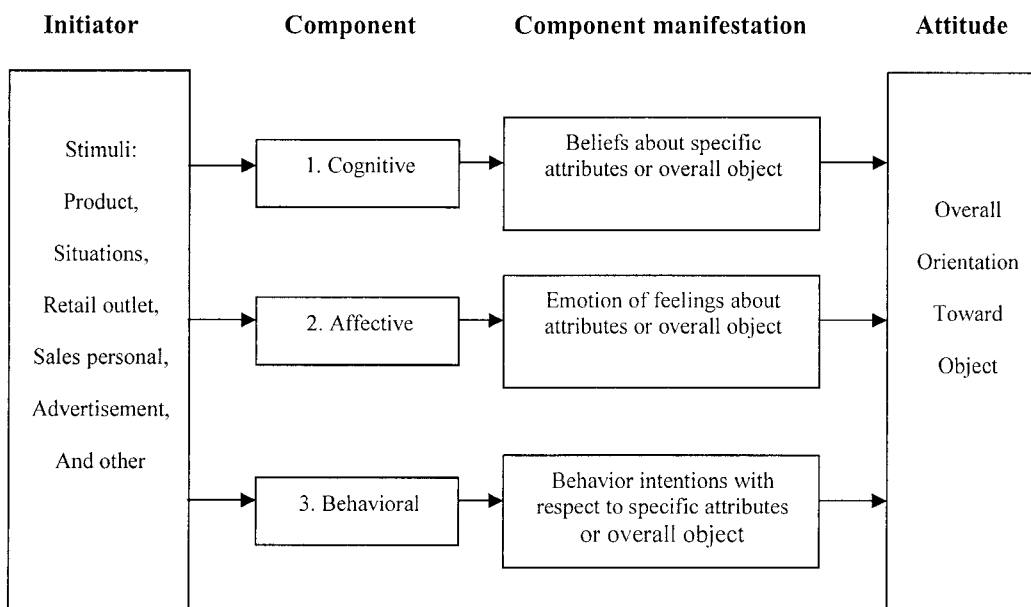 Initiator
Component
Component manifestation
Attitude
Stimuli:
Product,
Situations,
Retail outlet,
Sales personal,
Advertisement,
And other
1. Cognitive
Beliefs about specific
attributes or overall object
2. Affective
Emotion of feelings about
attributes or overall object
3. Behavioral
Behavior intentions with
respect to specific attributes
or overall object
Overall
Orientation
Toward
Object